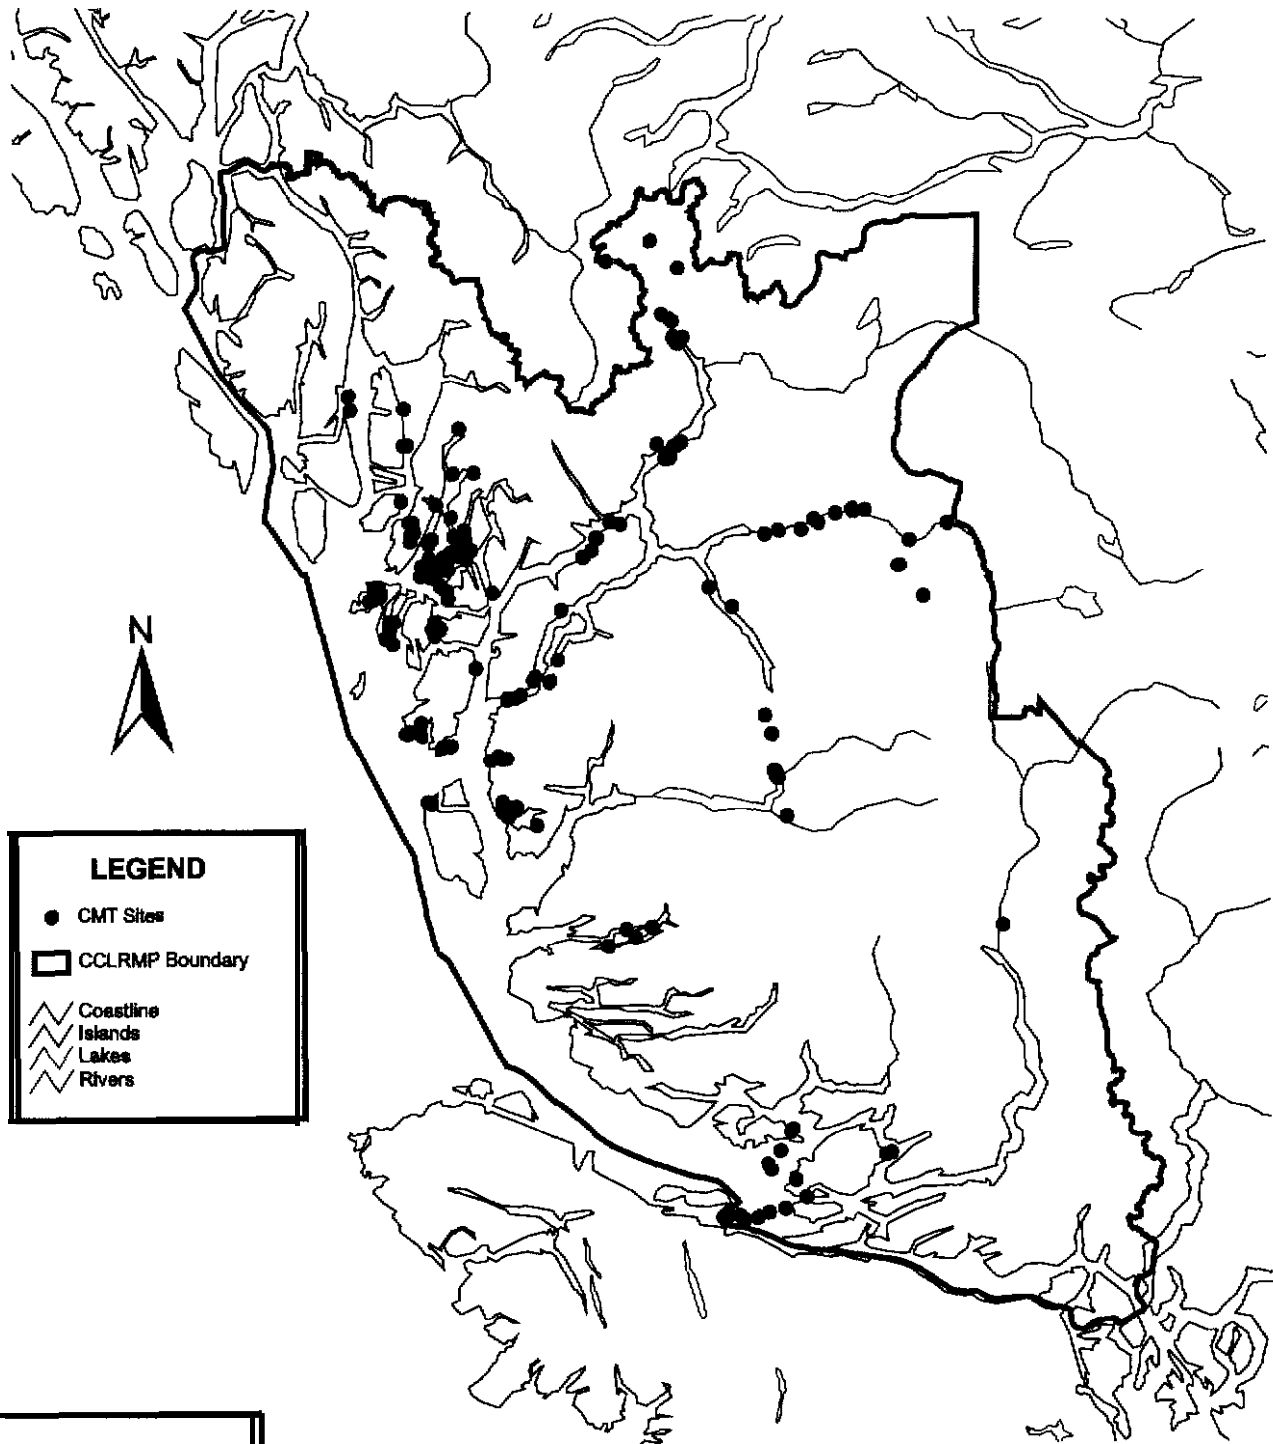 N
LEGEND
CMT Sites
CCLRMP Boundary
Coastline
Islands
Lakes
Rivers